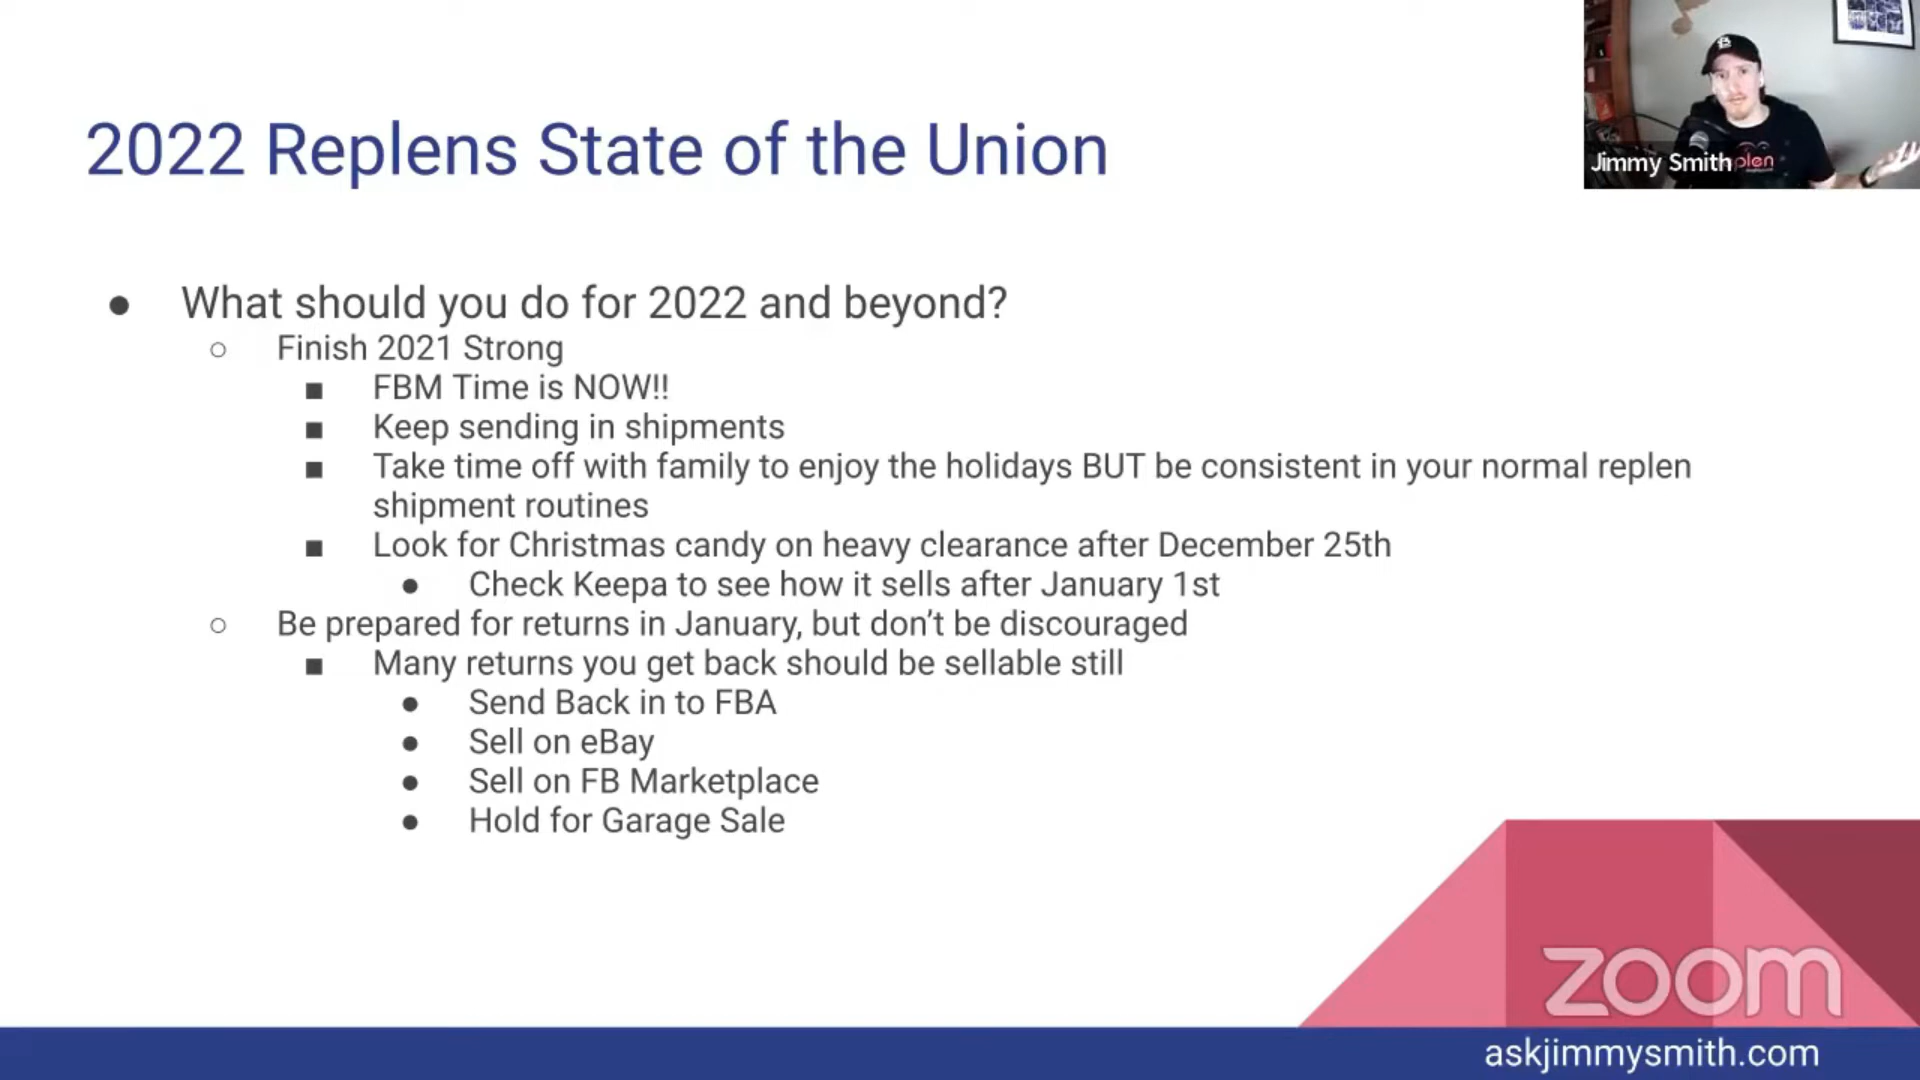 2022 Replens State of the Union
Jimmy Smith
plen
● What should you do for 2022 and beyond?
○ Finish 2021 Strong
■ FBM Time is NOW!!
■ Keep sending in shipments
■ Take time off with family to enjoy the holidays BUT be consistent in your normal replen
shipment routines
■ Look for Christmas candy on heavy clearance after December 25th
● Check Keepa to see how it sells after January 1st
○ Be prepared for returns in January, but don’t be discouraged
■ Many returns you get back should be sellable still
● Send Back in to FBA
● Sell on eBay
● Sell on FB Marketplace
● Hold for Garage Sale
zoom
askjimmysmith.com